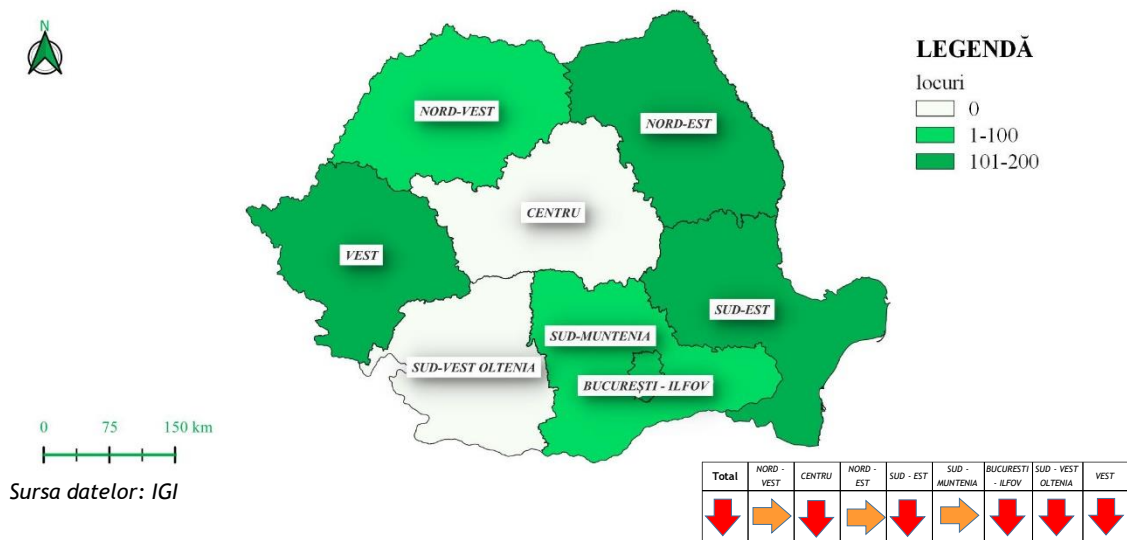 N
LEGENDĂ
locuri
0
1-100
101-200
NORD-VEST
NORD-EST
CENTRU
VEST
SUD-EST
SUD-MUNTENIA
SUD-VEST OLTENIA
BUCUREȘTI - ILFOV
0 75 150 km
Sursa datelor: IGI
Total
NORD -
VEST
CENTRU
NORD -
EST
SUD - EST
SUD -
MUNTENIA
BUCURESTI
- ILFOV
SUD - VEST
OLTENIA
VEST